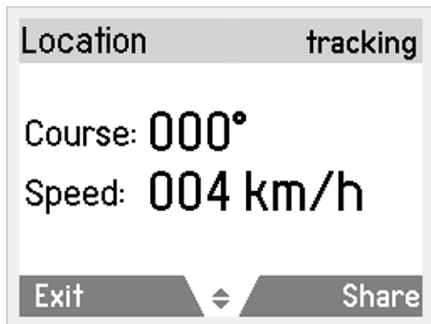 Location tracking
Course: 000°
Speed: 004 km/h
Exit Share